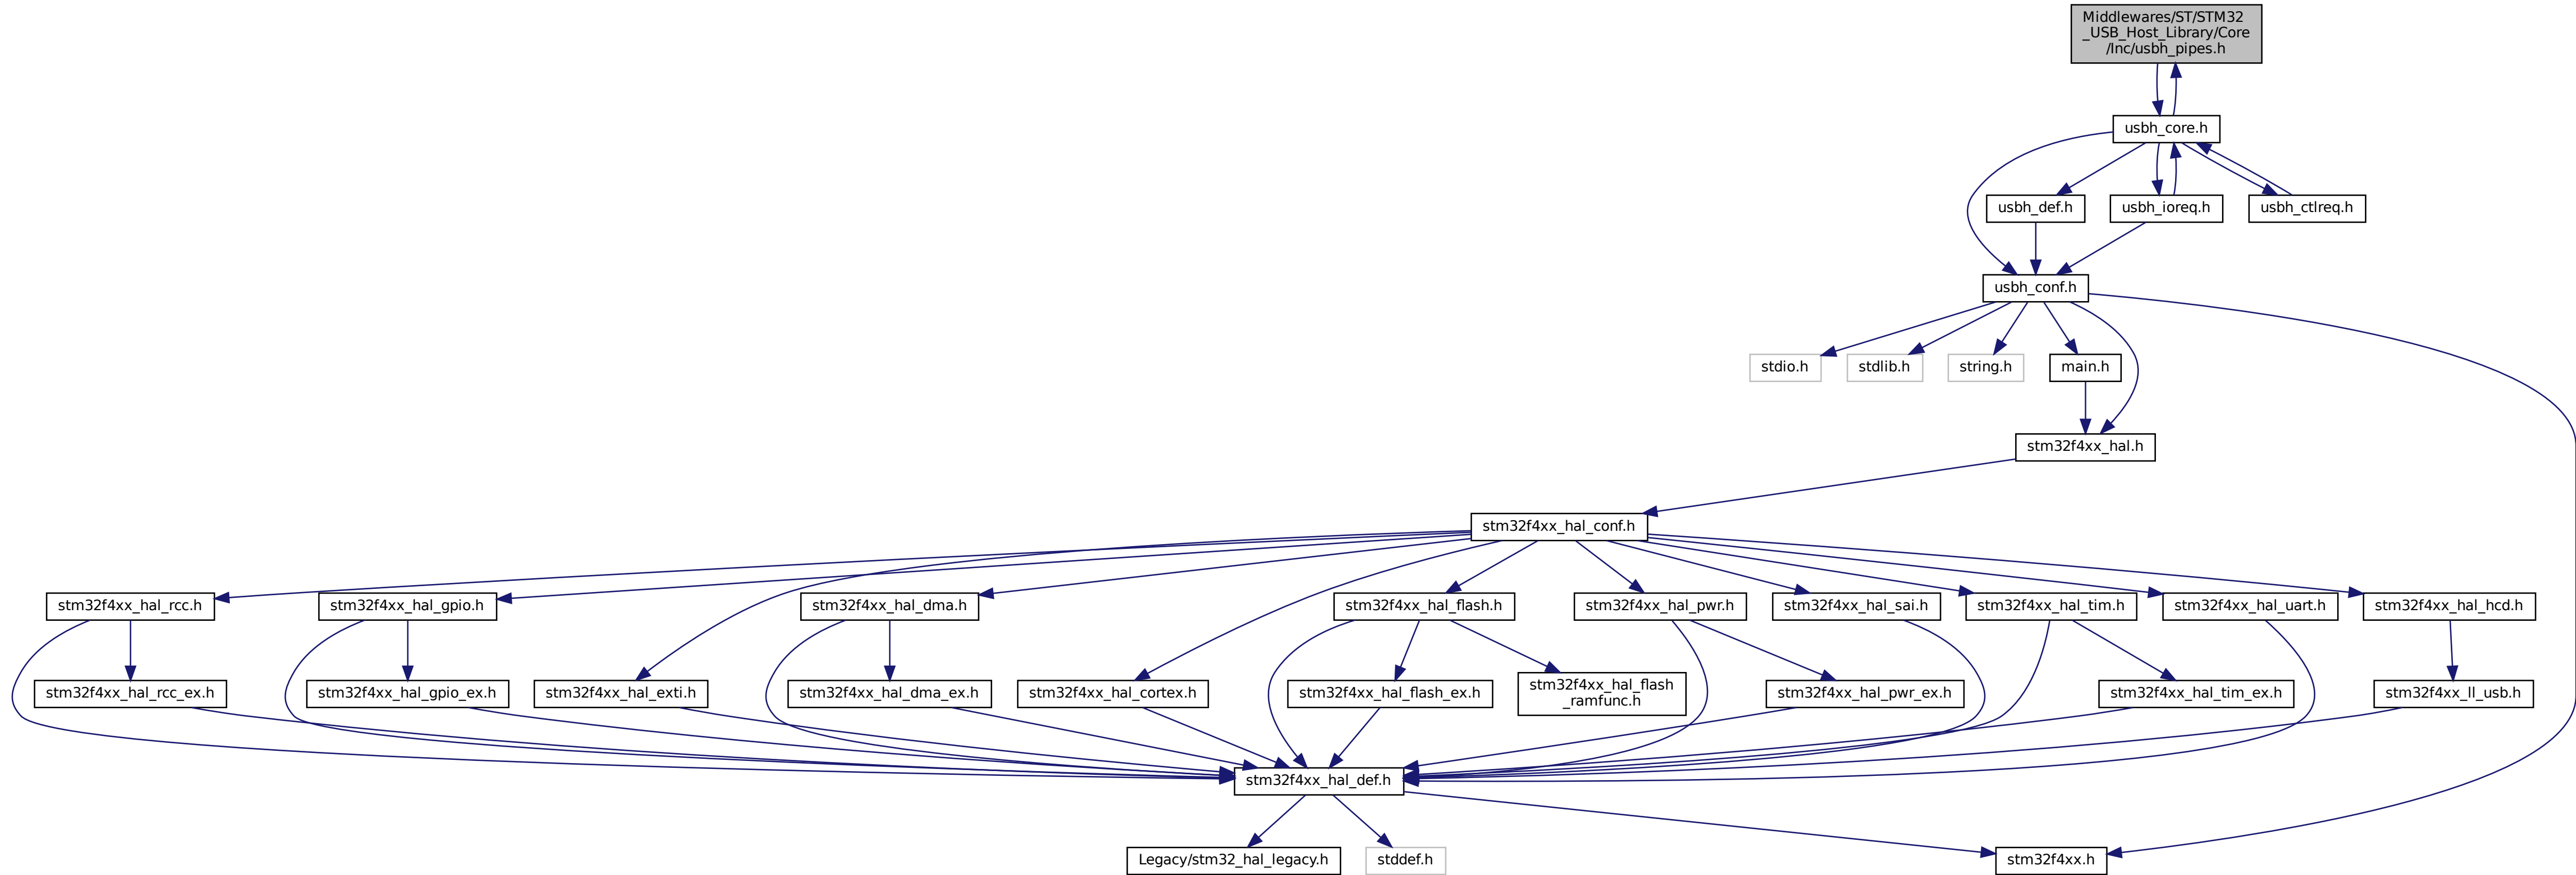 Middlewares/ST/STM32
_USB_Host_Library/Core
/Inc/usbh_pipes.h
usbh_core.h
usbh_def.h
usbh_ioreq.h
usbh_ctlreq.h
usbh_conf.h
stdio.h
stdlib.h
string.h
main.h
stm32f4xx_hal.h
stm32f4xx_hal_conf.h
stm32f4xx_hal_rcc.h
stm32f4xx_hal_gpio.h
stm32f4xx_hal_dma.h
stm32f4xx_hal_flash.h
stm32f4xx_hal_pwr.h
stm32f4xx_hal_sai.h
stm32f4xx_hal_tim.h
stm32f4xx_hal_uart.h
stm32f4xx_hal_hcd.h
stm32f4xx_hal_rcc_ex.h
stm32f4xx_hal_gpio_ex.h
stm32f4xx_hal_exti.h
stm32f4xx_hal_dma_ex.h
stm32f4xx_hal_cortex.h
stm32f4xx_hal_flash_ex.h
stm32f4xx_hal_flash
_ramfunc.h
stm32f4xx_hal_pwr_ex.h
stm32f4xx_hal_tim_ex.h
stm32f4xx_ll_usb.h
stm32f4xx_hal_def.h
Legacy/stm32_hal_legacy.h
stddef.h
stm32f4xx.h